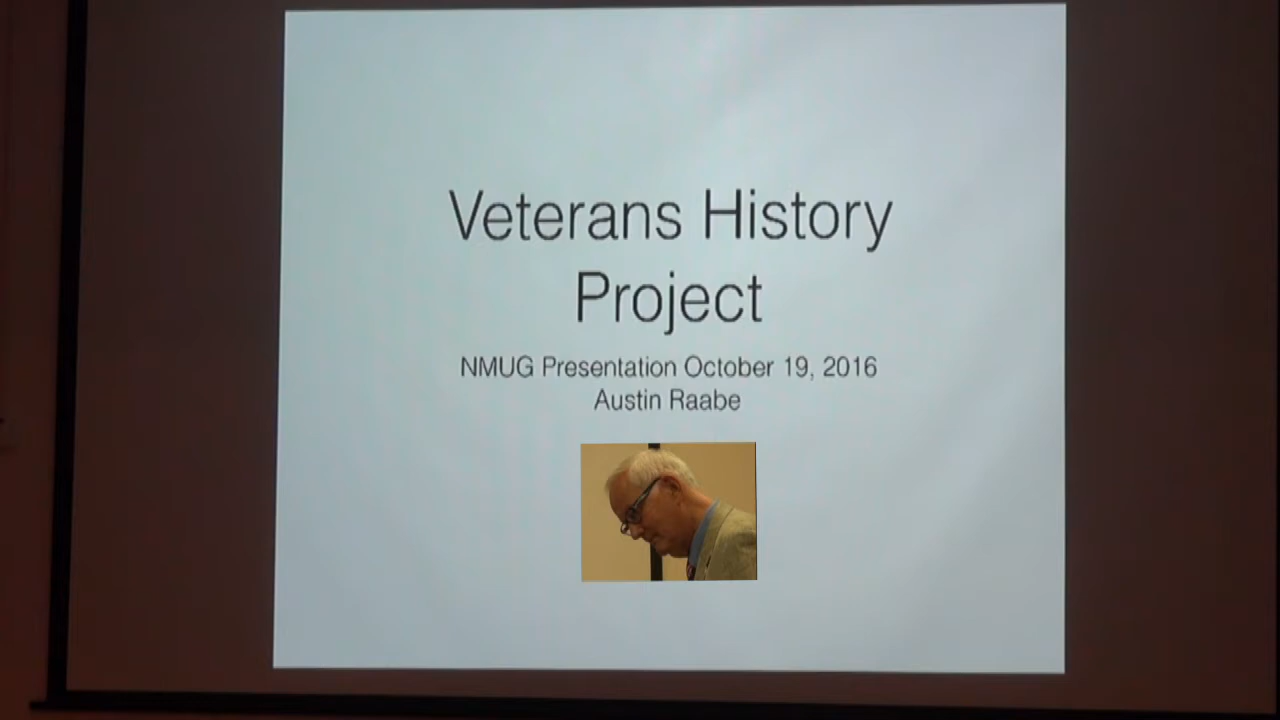 Veterans History
Project
NMUG Presentation October 19, 2016
Austin Raabe